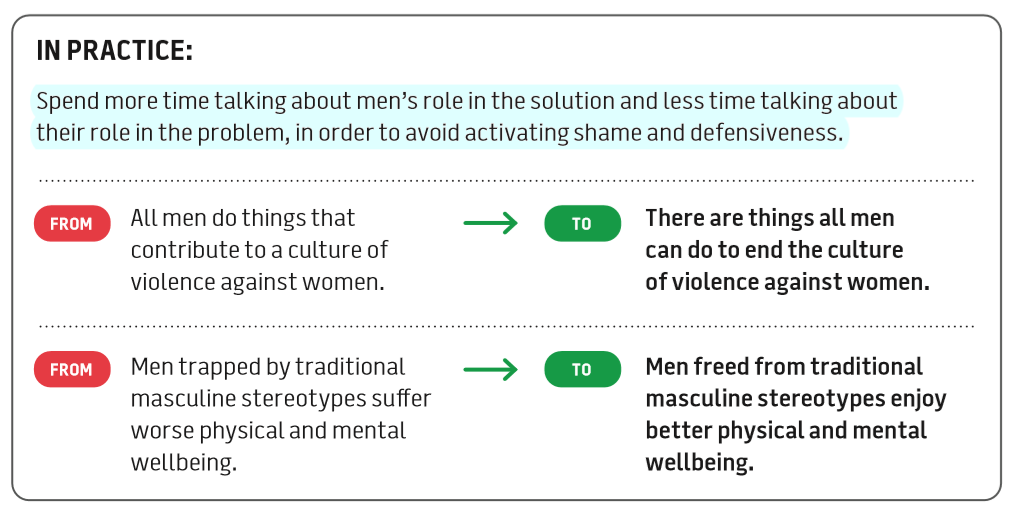 IN PRACTICE:
Spend more time talking about men’s role in the solution and less time talking about
their role in the problem, in order to avoid activating shame and defensiveness.
FROM
All men do things that
contribute to a culture of
violence against women.
TO
There are things all men
can do to end the culture
of violence against women.
FROM
Men trapped by traditional
masculine stereotypes suffer
worse physical and mental
wellbeing.
TO
Men freed from traditional
masculine stereotypes enjoy
better physical and mental
wellbeing.